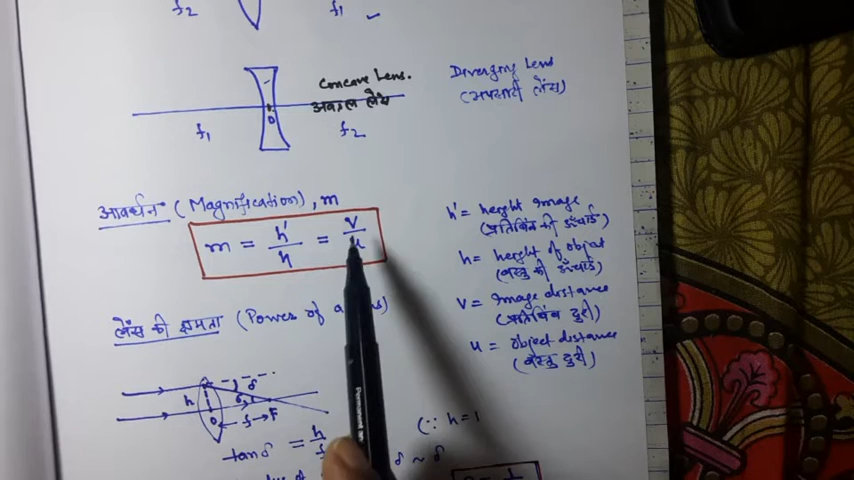 f₂ f₁
Concave Lens.
अवतल लेंस
f₁ f₂
Diverging Lens
(अपसारी लेंस)
आवर्धन (Magnification), m
m = h'/h = v/u
h' = height Image
(प्रतिबिंब की ऊँचाई)
h = height of object
(वस्तु की ऊँचाई)
v = Image distance
(प्रतिबिंब दूरी)
u = object distance
(वस्तु दूरी)
लेंस की क्षमता (Power of a
δ
h δ
O f F
tan δ = h/f
(∵ h=1
δ ~ δ